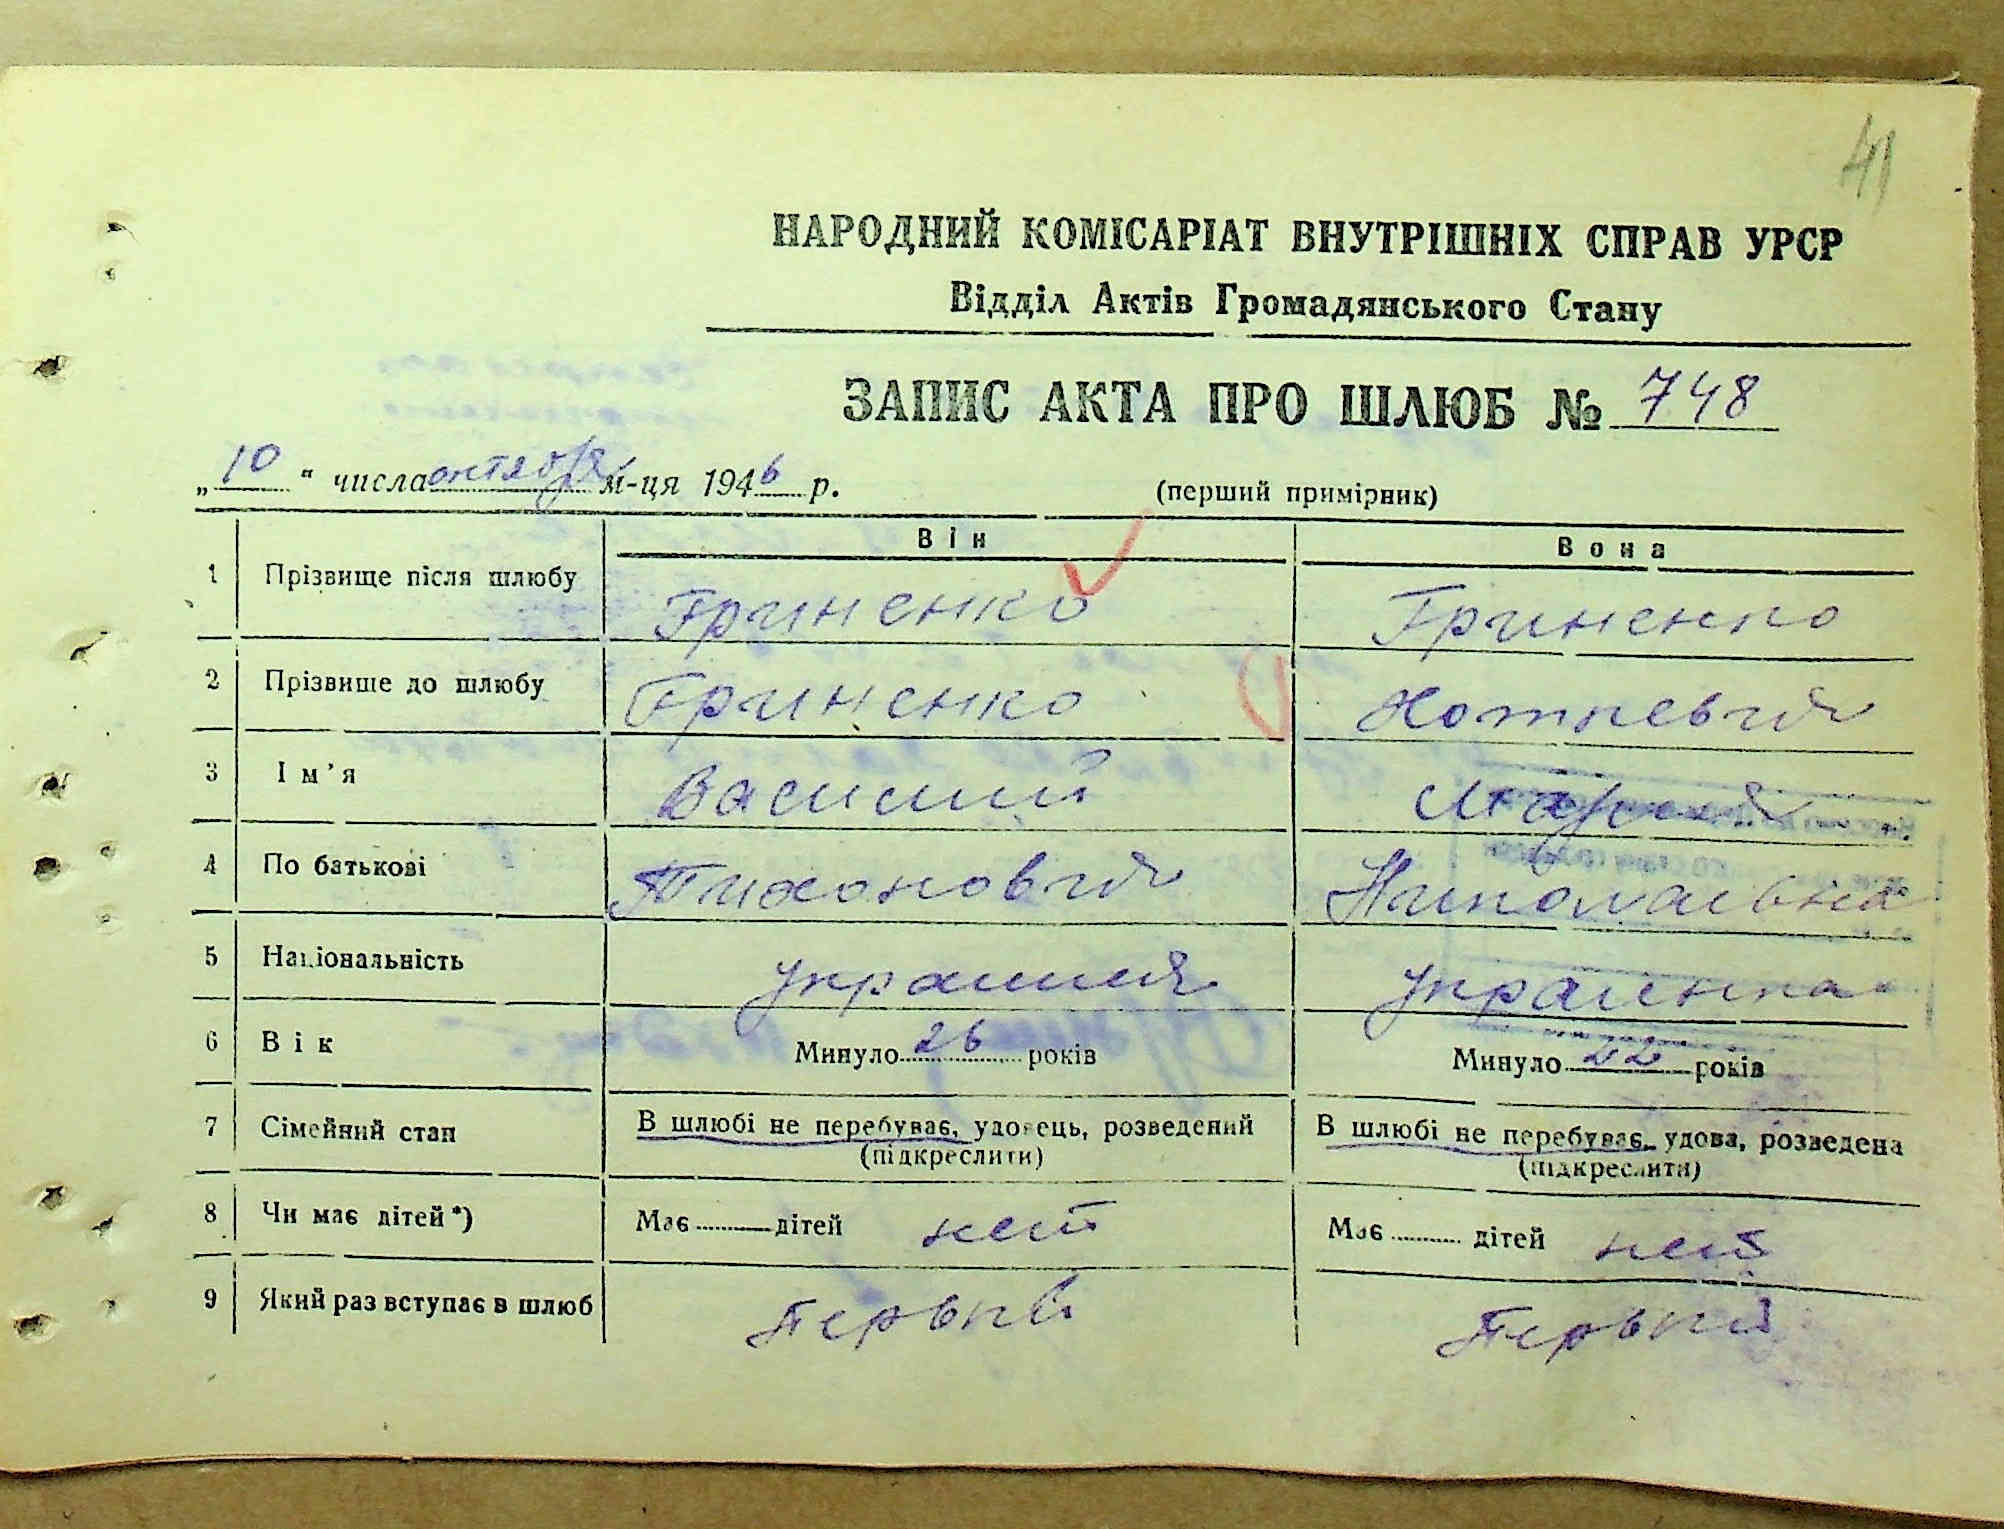 41
НАРОДНИЙ КОМІСАРІАТ ВНУТРІШНІХ СПРАВ УРСР
Відділ Актів Громадянського Стану
ЗАПИС АКТА ПРО ШЛЮБ № 748
„10“ числа октября м-ця 1946 р. (перший примірник)
Він Вона
1 Прізвище після шлюбу Гриненко Гриненко
2 Прізвище до шлюбу Гриненко
3 Ім’я Василий Мария
4 По батькові Тихонович Николаевна
5 Національність украинец украинка
6 Вік Минуло 26 років Минуло 22 років
7 Сімейний стан В шлюбі не перебуває, удовець, розведений В шлюбі не перебуває, удова, розведена
(підкреслити) (підкреслити)
8 Чи має дітей*) Має дітей нет Має дітей нет
9 Який раз вступає в шлюб Первый Первый